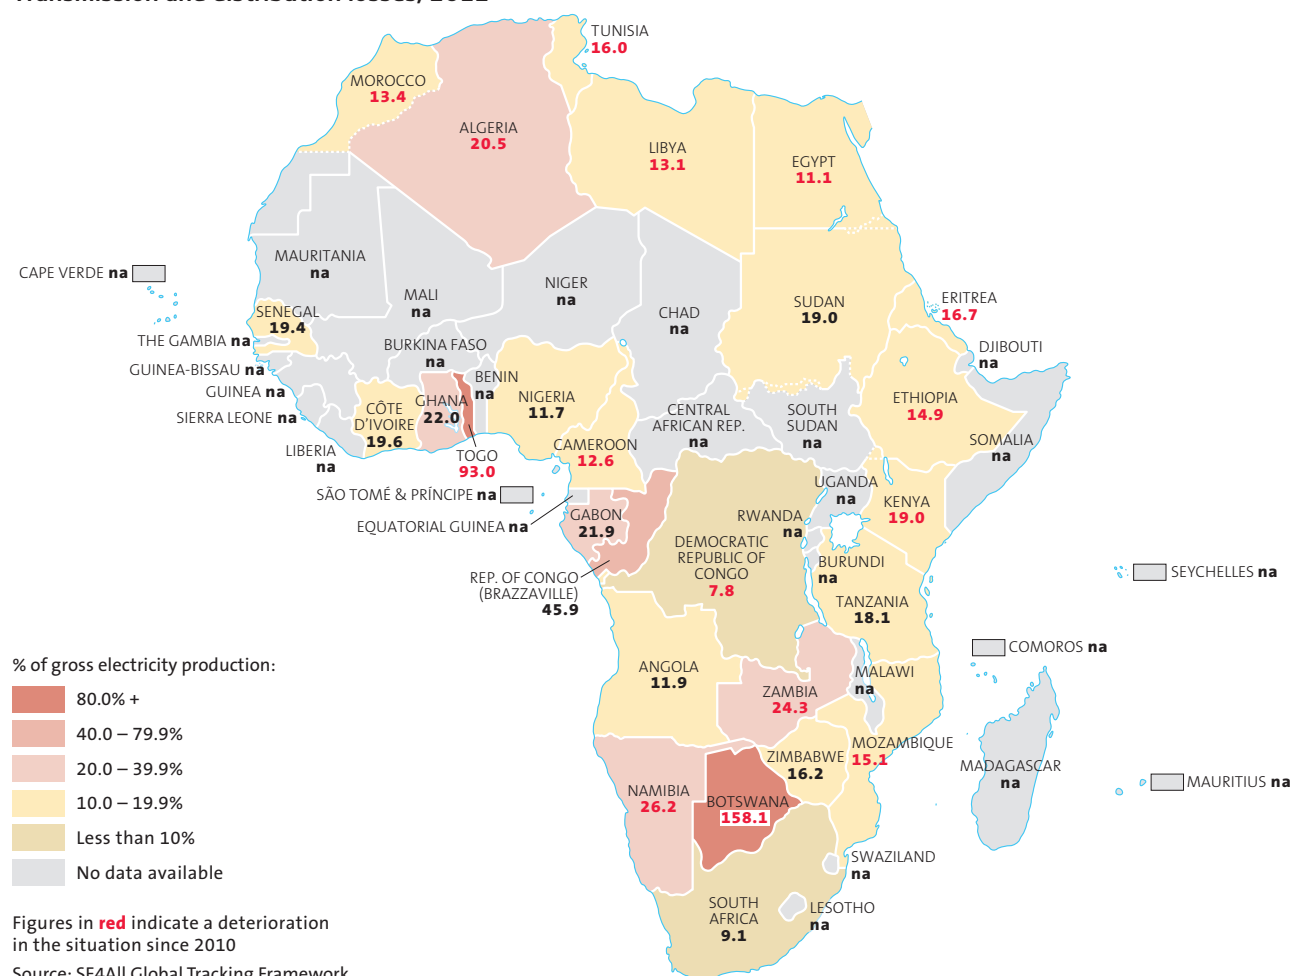 TUNISIA
16.0
MOROCCO
13.4
ALGERIA
20.5
LIBYA
13.1
EGYPT
11.1
MAURITANIA
na
CAPE VERDE na
MALI
na
NIGER
na
CHAD
na
SUDAN
19.0
ERITREA
16.7
SENEGAL
19.4
THE GAMBIA na
BURKINA FASO
na
DJIBOUTI
na
GUINEA-BISSAU na
GUINEA na
SIERRA LEONE na
LIBERIA
na
CÔTE
D'IVOIRE
19.6
GHANA
22.0
BENIN
na
TOGO
93.0
NIGERIA
11.7
CAMEROON
12.6
CENTRAL
AFRICAN REP.
na
SOUTH
SUDAN
na
ETHIOPIA
14.9
SOMALIA
na
SÃO TOMÉ & PRÍNCIPE na
EQUATORIAL GUINEA na
GABON
21.9
REP. OF CONGO
(BRAZZAVILLE)
45.9
DEMOCRATIC
REPUBLIC OF
CONGO
7.8
UGANDA
na
RWANDA
na
KENYA
19.0
BURUNDI
na
TANZANIA
18.1
SEYCHELLES na
COMOROS na
ANGOLA
11.9
ZAMBIA
24.3
MALAWI
na
MOZAMBIQUE
15.1
ZIMBABWE
16.2
MADAGASCAR
na
MAURITIUS na
NAMIBIA
26.2
BOTSWANA
158.1
SWAZILAND
na
LESOTHO
na
SOUTH
AFRICA
9.1
% of gross electricity production:
80.0% +
40.0 – 79.9%
20.0 – 39.9%
10.0 – 19.9%
Less than 10%
No data available
Figures in red indicate a deterioration
in the situation since 2010